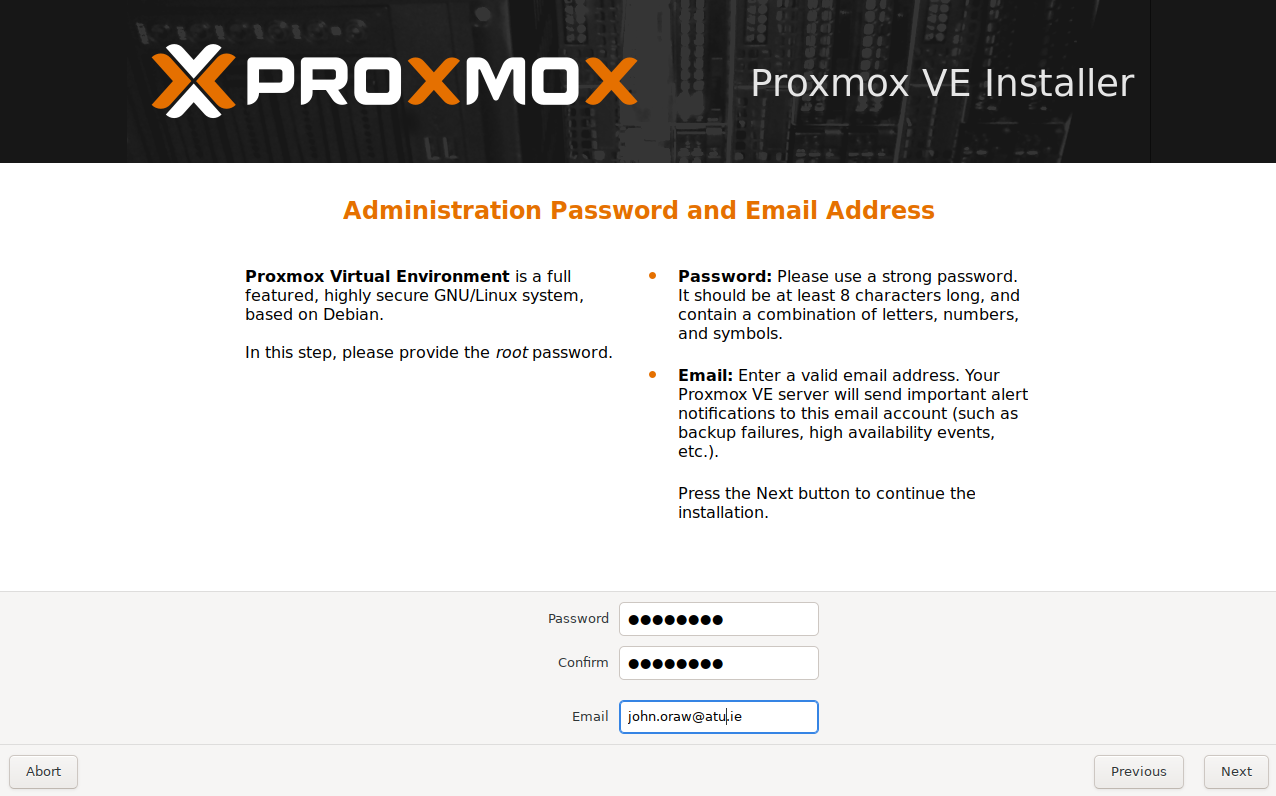 PROXMOX
Proxmox VE Installer
Administration Password and Email Address
Proxmox Virtual Environment is a full
featured, highly secure GNU/Linux system,
based on Debian.
In this step, please provide the root password.
Password: Please use a strong password.
It should be at least 8 characters long, and
contain a combination of letters, numbers,
and symbols.
Email: Enter a valid email address. Your
Proxmox VE server will send important alert
notifications to this email account (such as
backup failures, high availability events,
etc.).
Press the Next button to continue the
installation.
Password ●●●●●●●●
Confirm ●●●●●●●●
Email john.oraw@atu.ie
Abort Previous Next